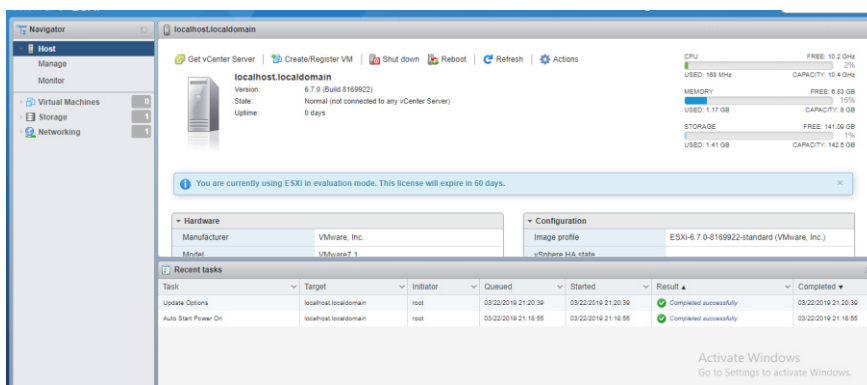 Navigator
localhost.localdomain
Host
Manage
Monitor
Virtual Machines 0
Storage 1
Networking 1
Get vCenter Server
Create/Register VM
Shut down
Reboot
Refresh
Actions
localhost.localdomain
Version: 6.7.0 (Build 8169922)
State: Normal (not connected to any vCenter Server)
Uptime: 0 days
CPU FREE: 10.2 GHz
2%
USED: 168 MHz CAPACITY: 10.4 GHz
MEMORY FREE: 6.83 GB
15%
USED: 1.17 GB CAPACITY: 8 GB
STORAGE FREE: 141.09 GB
1%
USED: 1.41 GB CAPACITY: 142.5 GB
You are currently using ESXi in evaluation mode. This license will expire in 60 days.
Hardware
Manufacturer VMware, Inc.
Model VMware7,1
Configuration
Image profile ESXi-6.7.0-8169922-standard (VMware, Inc.)
vSphere HA state
Recent tasks
Task Target Initiator Queued Started Result Completed
Update Options localhost.localdomain root 03/22/2019 21:20:39 03/22/2019 21:20:39 Completed successfully 03/22/2019 21:20:39
Auto Start Power On localhost.localdomain root 03/22/2019 21:18:55 03/22/2019 21:18:55 Completed successfully 03/22/2019 21:18:55
Activate Windows
Go to Settings to activate Windows.